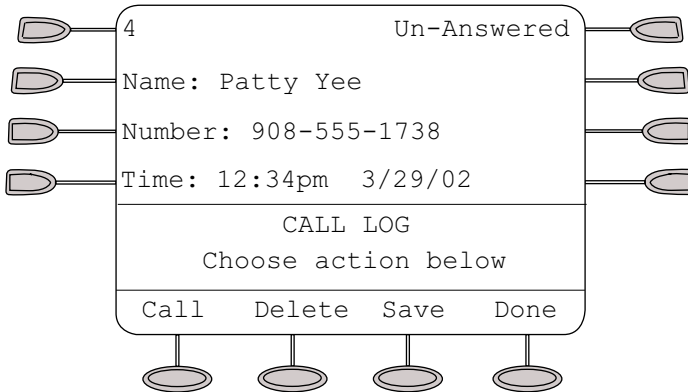 4 Un-Answered
Name: Patty Yee
Number: 908-555-1738
Time: 12:34pm 3/29/02
CALL LOG
Choose action below
Call Delete Save Done